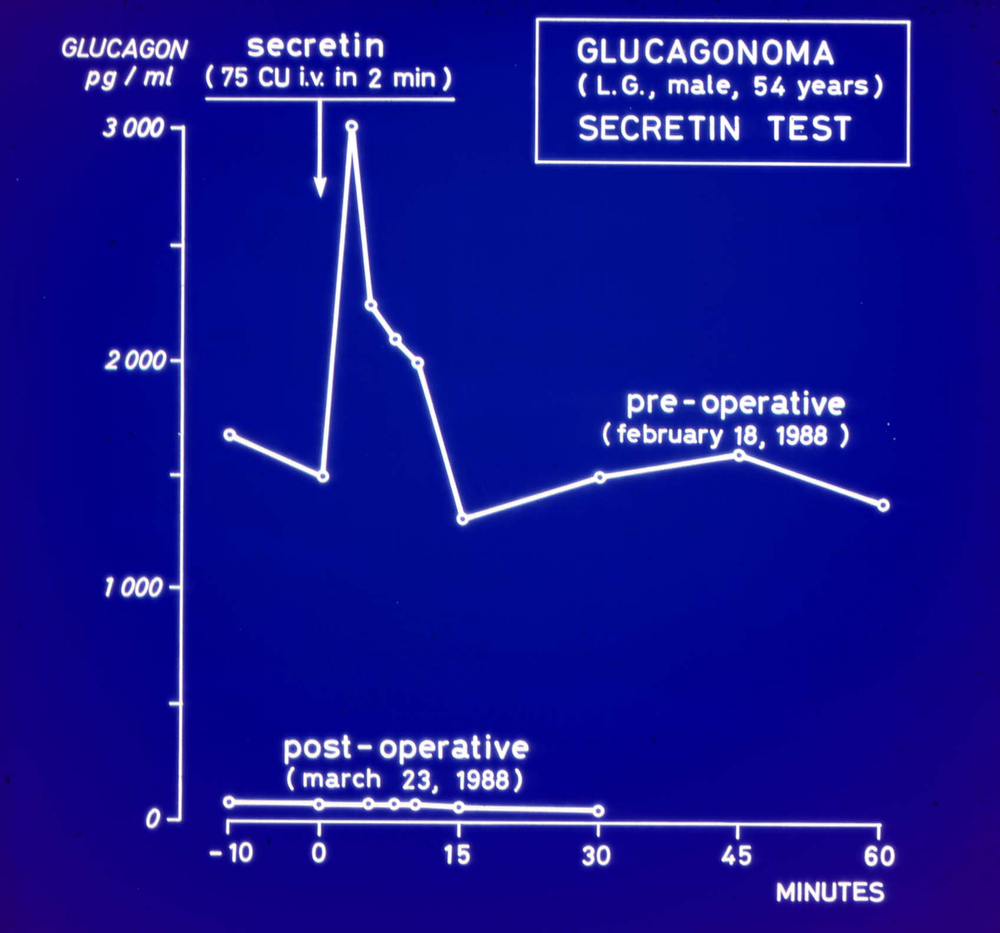 GLUCAGON
pg / ml
secretin
( 75 CU i.v. in 2 min )
GLUCAGONOMA
( L.G., male, 54 years )
SECRETIN TEST
3 000
2 000
1 000
0
pre - operative
( february 18, 1988 )
post - operative
( march 23, 1988 )
-10 0 15 30 45 60
MINUTES